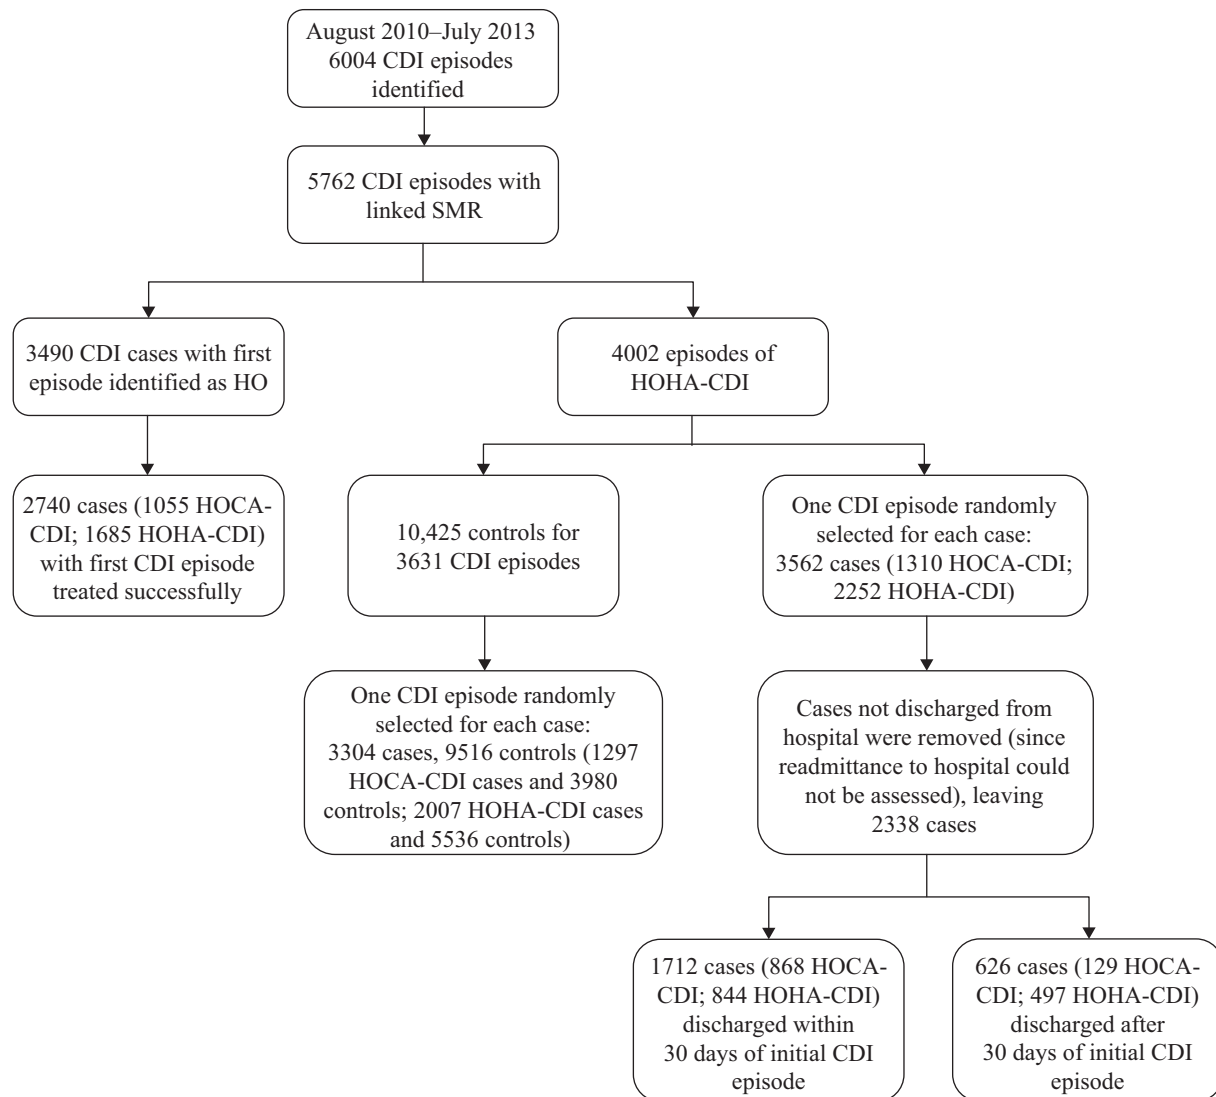 August 2010–July 2013
6004 CDI episodes
identified
5762 CDI episodes with
linked SMR
3490 CDI cases with first
episode identified as HO
4002 episodes of
HOHA-CDI
2740 cases (1055 HOCA-
CDI; 1685 HOHA-CDI)
with first CDI episode
treated successfully
10,425 controls for
3631 CDI episodes
One CDI episode randomly
selected for each case:
3562 cases (1310 HOCA-CDI;
2252 HOHA-CDI)
One CDI episode randomly
selected for each case:
3304 cases, 9516 controls (1297
HOCA-CDI cases and 3980
controls; 2007 HOHA-CDI cases
and 5536 controls)
Cases not discharged from
hospital were removed (since
readmittance to hospital could
not be assessed), leaving
2338 cases
1712 cases (868 HOCA-
CDI; 844 HOHA-CDI)
discharged within
30 days of initial CDI
episode
626 cases (129 HOCA-
CDI; 497 HOHA-CDI)
discharged after
30 days of initial CDI
episode